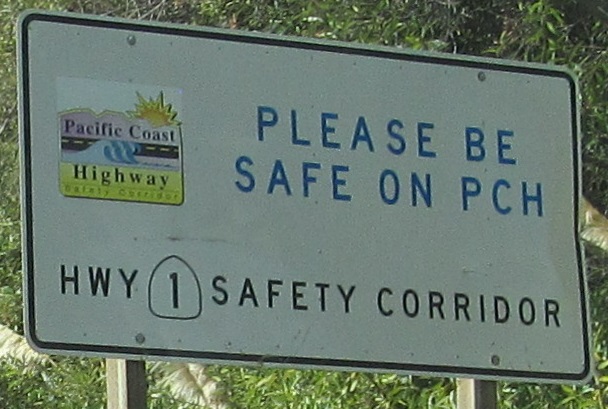 Pacific Coast
Highway
Safety Corridor
PLEASE BE
SAFE ON PCH
HWY 1 SAFETY CORRIDOR